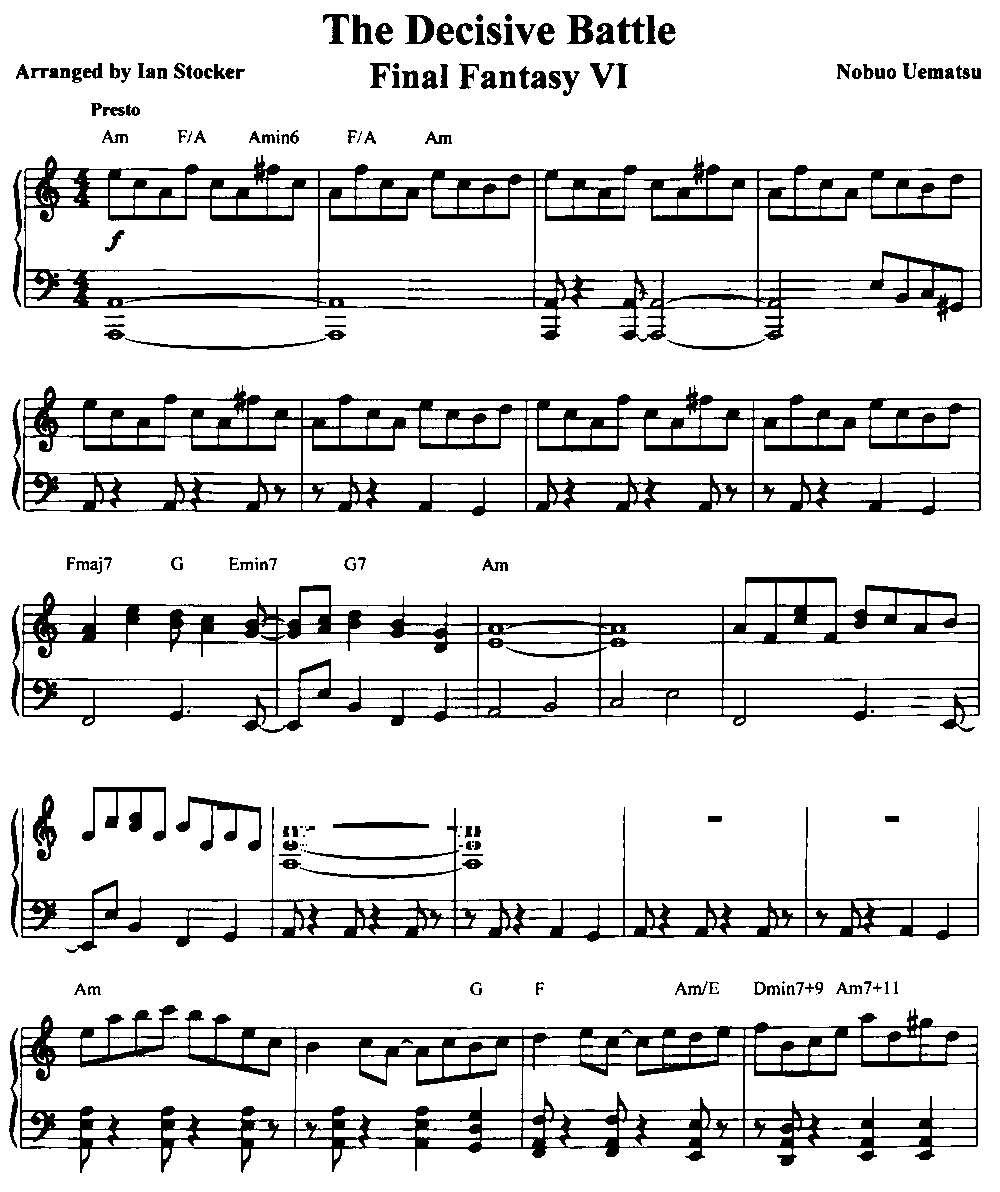 The Decisive Battle
Arranged by Ian Stocker Final Fantasy VI Nobuo Uematsu
Presto
Am F/A Amin6 F/A Am
f
Fmaj7 G Emin7 G7 Am
Am G F Am/E Dmin7+9 Am7+11